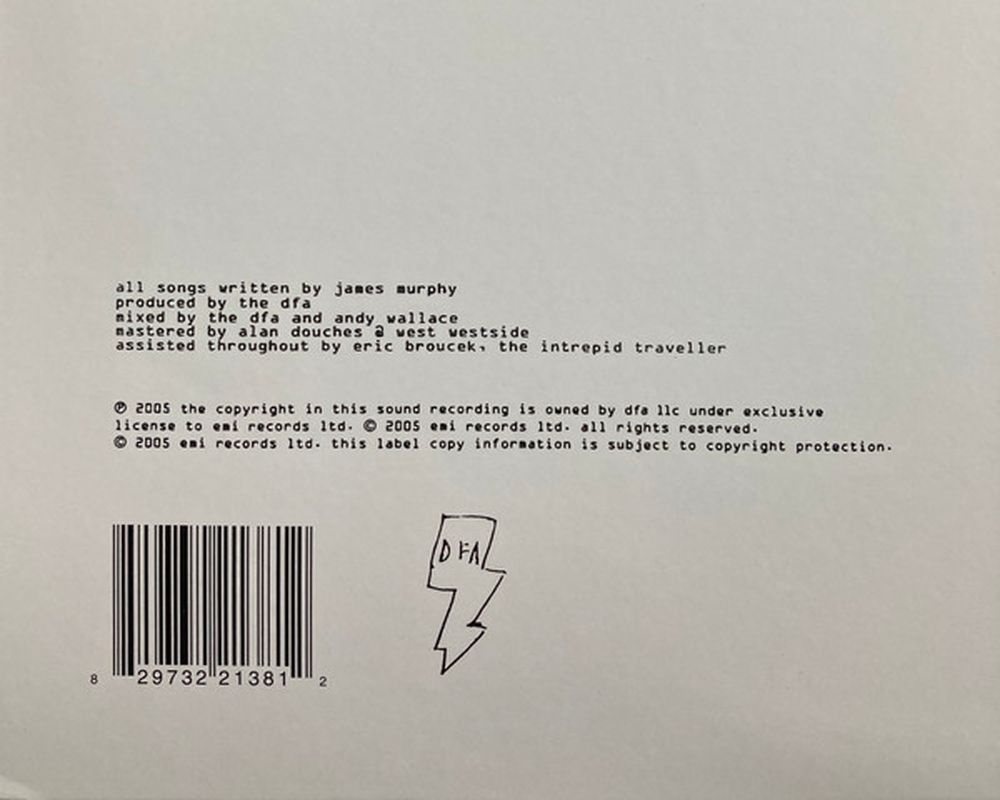 all songs written by james murphy
produced by the dfa
mixed by the dfa and andy wallace
mastered by alan douches @ west westside
assisted throughout by eric broucek, the intrepid traveller
℗ 2005 the copyright in this sound recording is owned by dfa llc under exclusive
license to emi records ltd. © 2005 emi records ltd. all rights reserved.
© 2005 emi records ltd. this label copy information is subject to copyright protection.
DFA
8 29732 21381 2